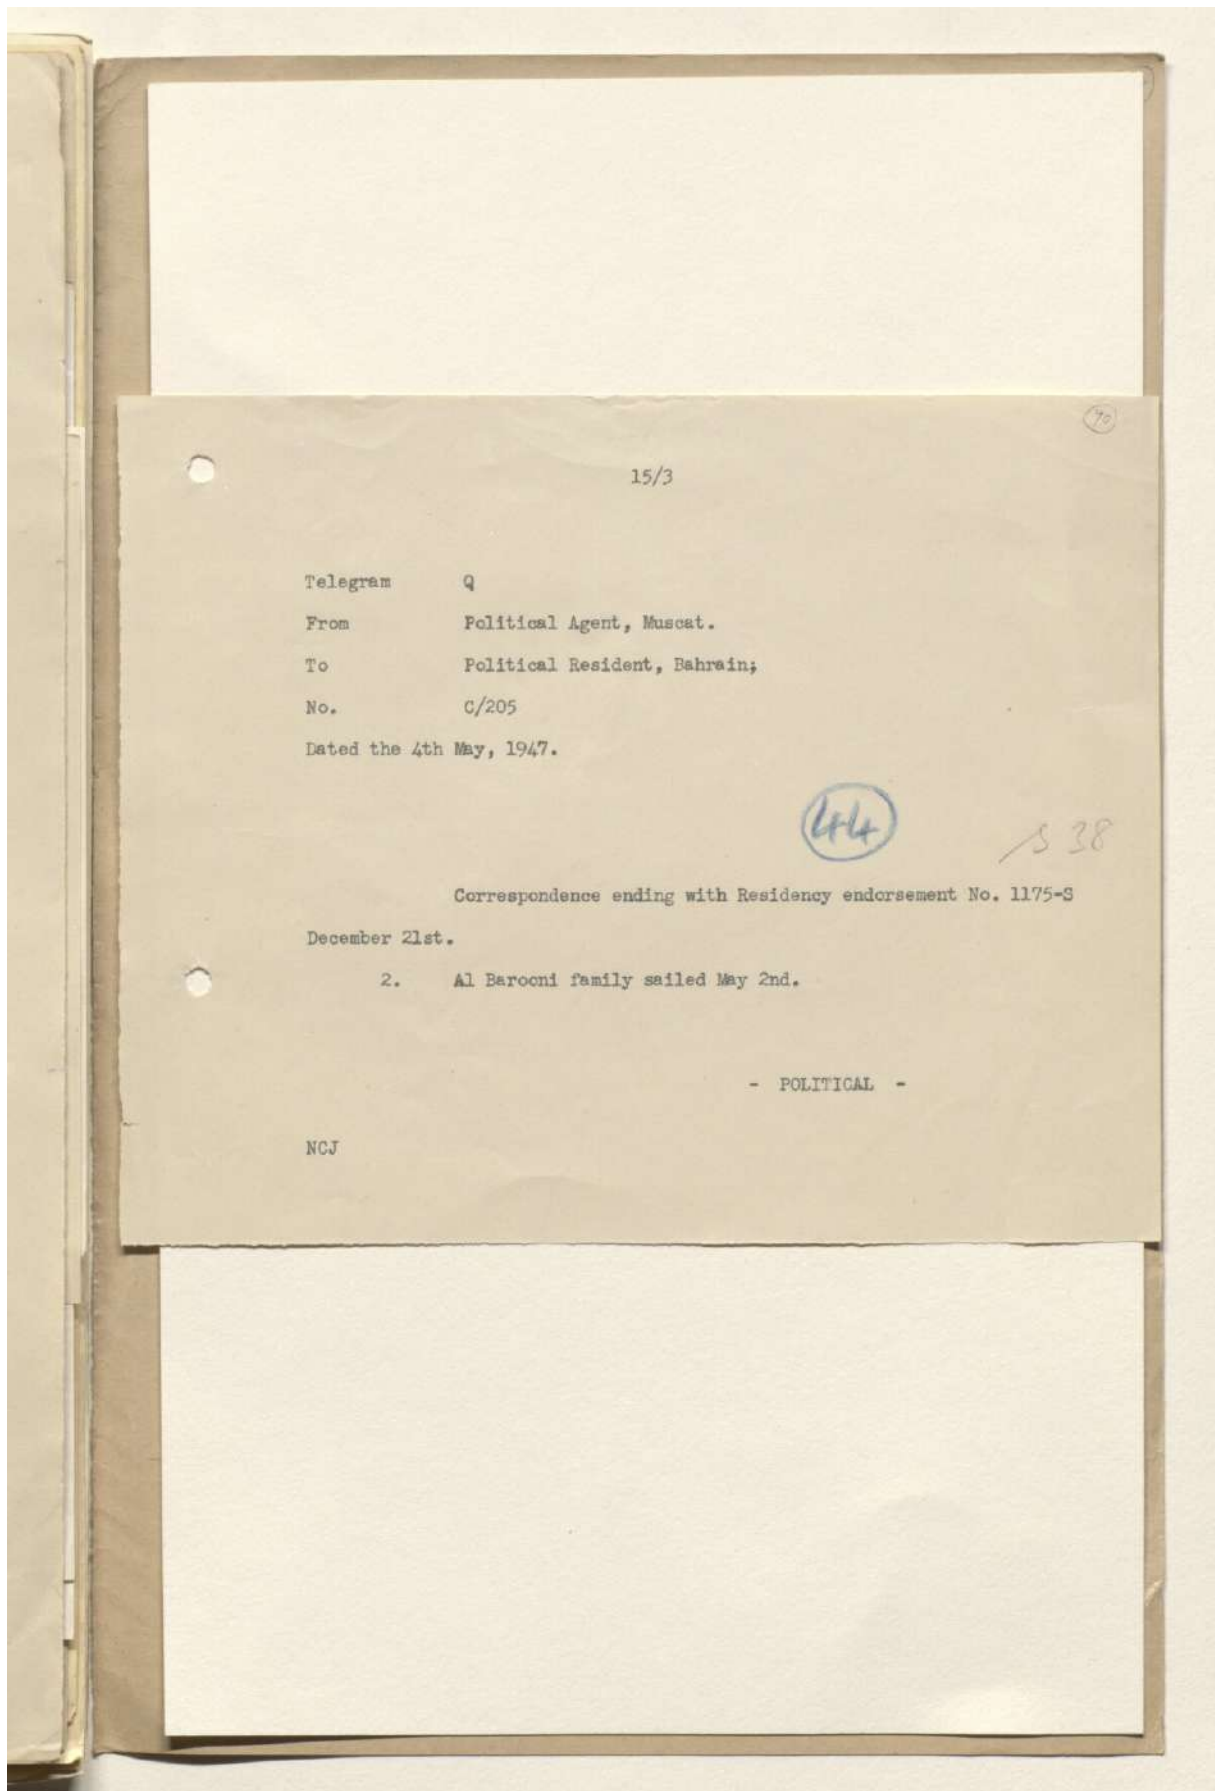 70
15/3
Telegram Q
From Political Agent, Muscat.
To Political Resident, Bahrain;
No. C/205
Dated the 4th May, 1947.
44
S 38
Correspondence ending with Residency endorsement No. 1175-S
December 21st.
2. Al Barooni family sailed May 2nd.
- POLITICAL -
NCJ